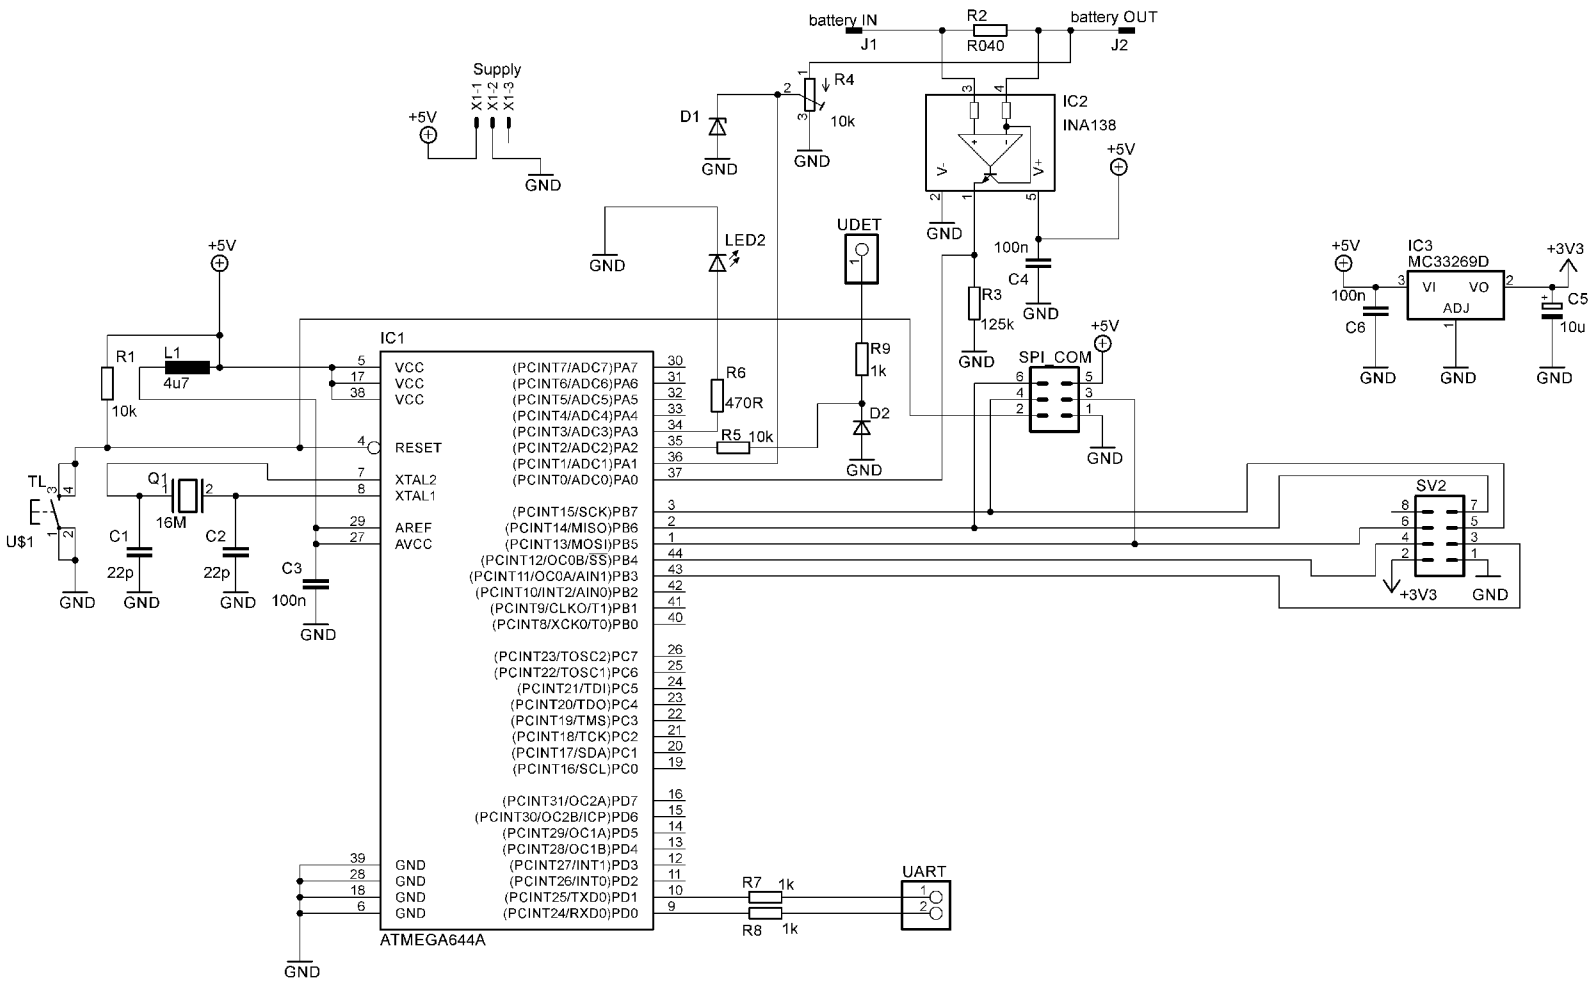 battery IN
R2
battery OUT
J1
R040
J2
Supply
X1-1
X1-2
X1-3
+5V
GND
D1
GND
1
2
3
R4
10k
GND
3
4
IC2
INA138
+
-
V-
V+
2
1
5
GND
+5V
100n
C4
GND
R3
125k
GND
UDET
1
R9
1k
D2
GND
LED2
GND
R6
470R
R5
10k
+5V
R1
10k
L1
4u7
TL
3
4
1
2
U$1
GND
Q1
1
2
16M
C1
22p
GND
C2
22p
GND
C3
100n
GND
IC1
5
VCC
(PCINT7/ADC7)PA7
30
17
VCC
(PCINT6/ADC6)PA6
31
38
VCC
(PCINT5/ADC5)PA5
32
(PCINT4/ADC4)PA4
33
(PCINT3/ADC3)PA3
34
4
RESET
(PCINT2/ADC2)PA2
35
(PCINT1/ADC1)PA1
36
7
XTAL2
(PCINT0/ADC0)PA0
37
8
XTAL1
(PCINT15/SCK)PB7
3
29
AREF
(PCINT14/MISO)PB6
2
27
AVCC
(PCINT13/MOSI)PB5
1
(PCINT12/OC0B/SS)PB4
44
(PCINT11/OC0A/AIN1)PB3
43
(PCINT10/INT2/AIN0)PB2
42
(PCINT9/CLKO/T1)PB1
41
(PCINT8/XCK0/T0)PB0
40
(PCINT23/TOSC2)PC7
26
(PCINT22/TOSC1)PC6
25
(PCINT21/TDI)PC5
24
(PCINT20/TDO)PC4
23
(PCINT19/TMS)PC3
22
(PCINT18/TCK)PC2
21
(PCINT17/SDA)PC1
20
(PCINT16/SCL)PC0
19
(PCINT31/OC2A)PD7
16
(PCINT30/OC2B/ICP)PD6
15
(PCINT29/OC1A)PD5
14
(PCINT28/OC1B)PD4
13
39
GND
(PCINT27/INT1)PD3
12
28
GND
(PCINT26/INT0)PD2
11
18
GND
(PCINT25/TXD0)PD1
10
6
GND
(PCINT24/RXD0)PD0
9
ATMEGA644A
GND
R7
1k
R8
1k
UART
1
2
+5V
SPI_COM
6
5
4
3
2
1
GND
SV2
8
7
6
5
4
3
2
1
+3V3
GND
+5V
100n
C6
GND
IC3
MC33269D
3
VI
VO
2
ADJ
1
GND
+3V3
+
C5
10u
GND